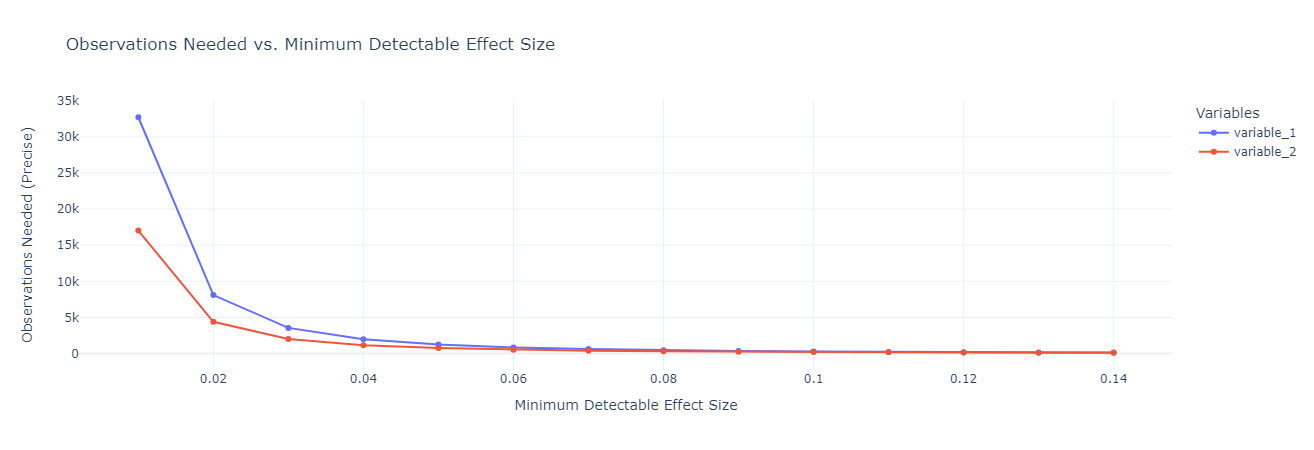 Observations Needed vs. Minimum Detectable Effect Size
Observations Needed (Precise)
35k
30k
25k
20k
15k
10k
5k
0
0.02
0.04
0.06
0.08
0.1
0.12
0.14
Minimum Detectable Effect Size
Variables
variable_1
variable_2